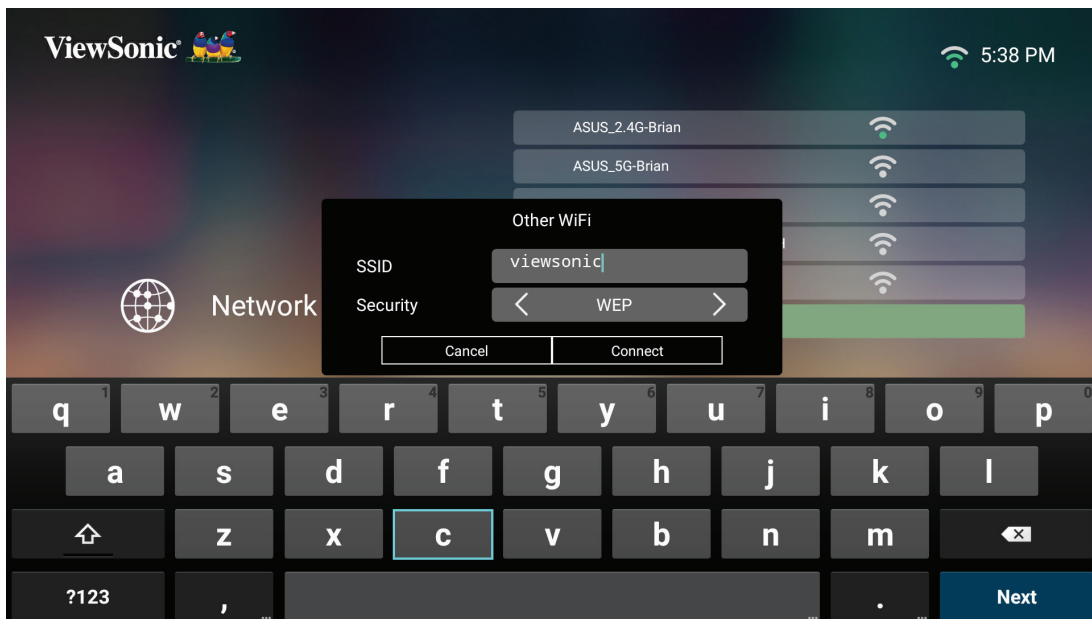 ViewSonic®
5:38 PM
ASUS_2.4G-Brian
ASUS_5G-Brian
Other WiFi
SSID viewsonic
Network Security < WEP >
Cancel Connect
q 1 w 2 e 3 r 4 t 5 y 6 u 7 i 8 o 9 p 0
a s d f g h j k l
z x c v b n m
?123 , . Next